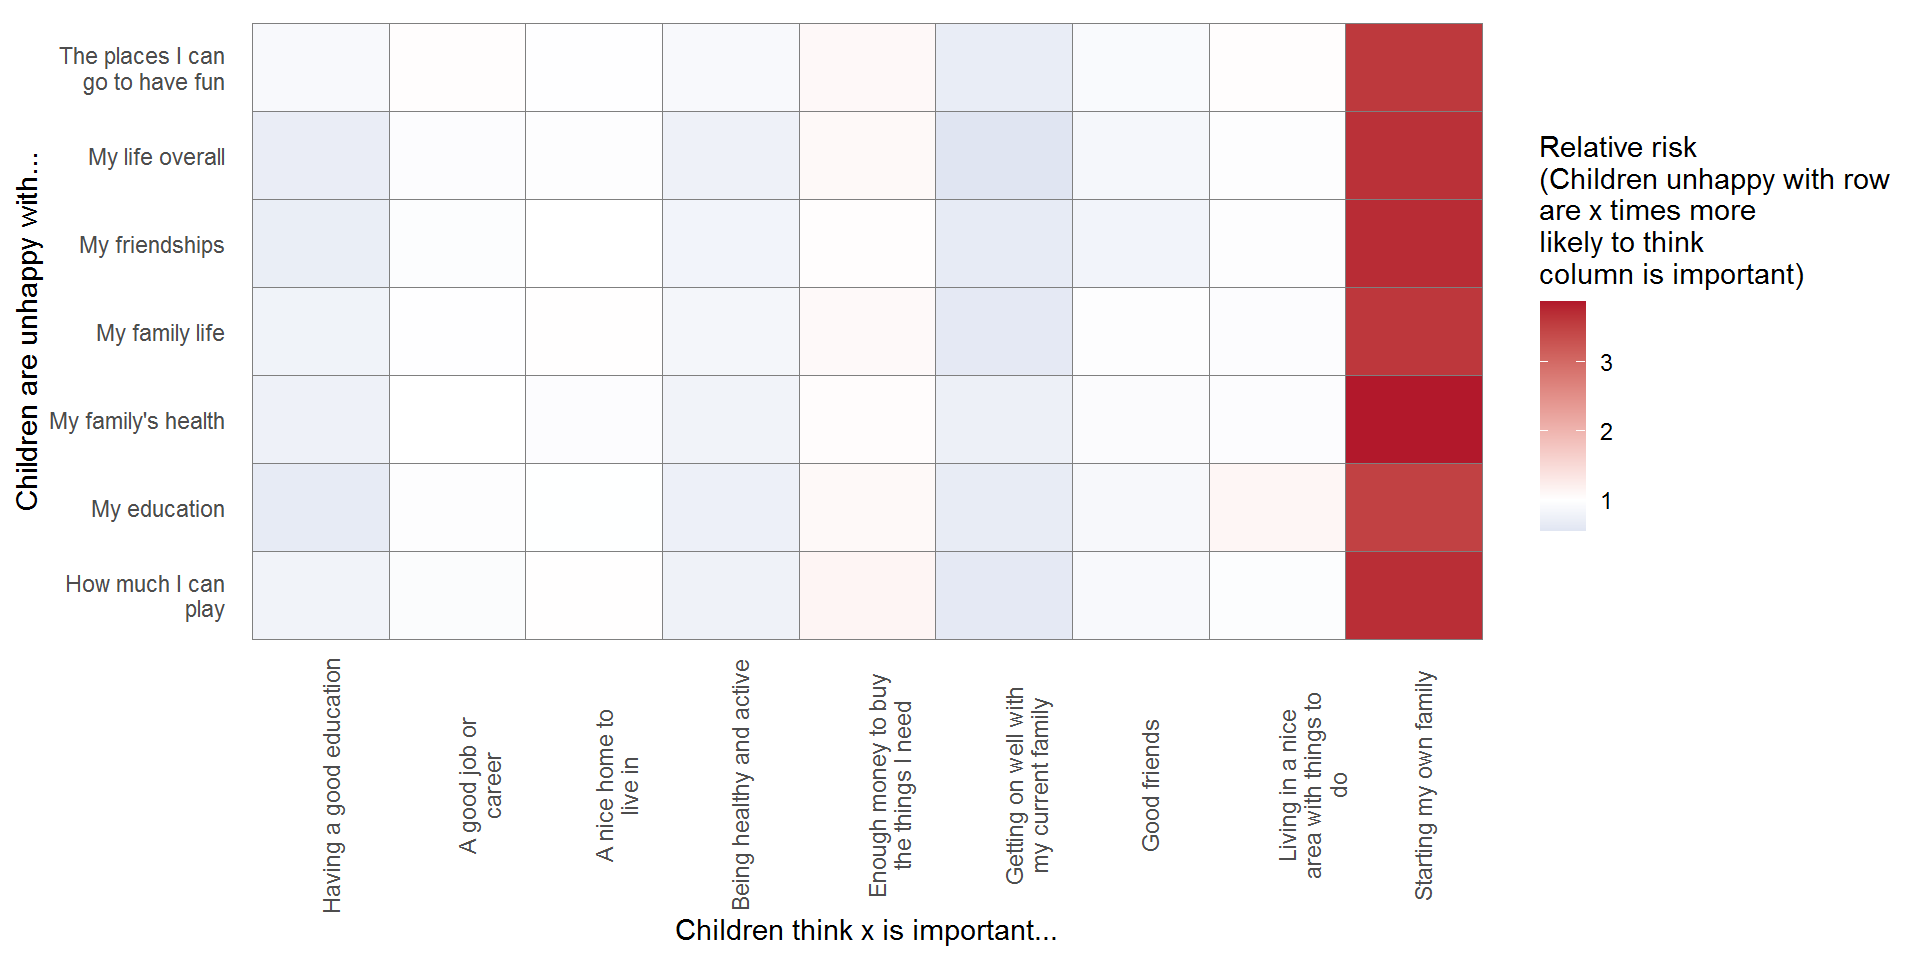 The places I can
go to have fun
My life overall
My friendships
My family life
My family's health
My education
How much I can
play
Children are unhappy with...
Having a good education
A good job or
career
A nice home to
live in
Being healthy and active
Enough money to buy
the things I need
Getting on well with
my current family
Good friends
Living in a nice
area with things to
do
Starting my own family
Children think x is important...
Relative risk
(Children unhappy with row
are x times more
likely to think
column is important)
3
2
1